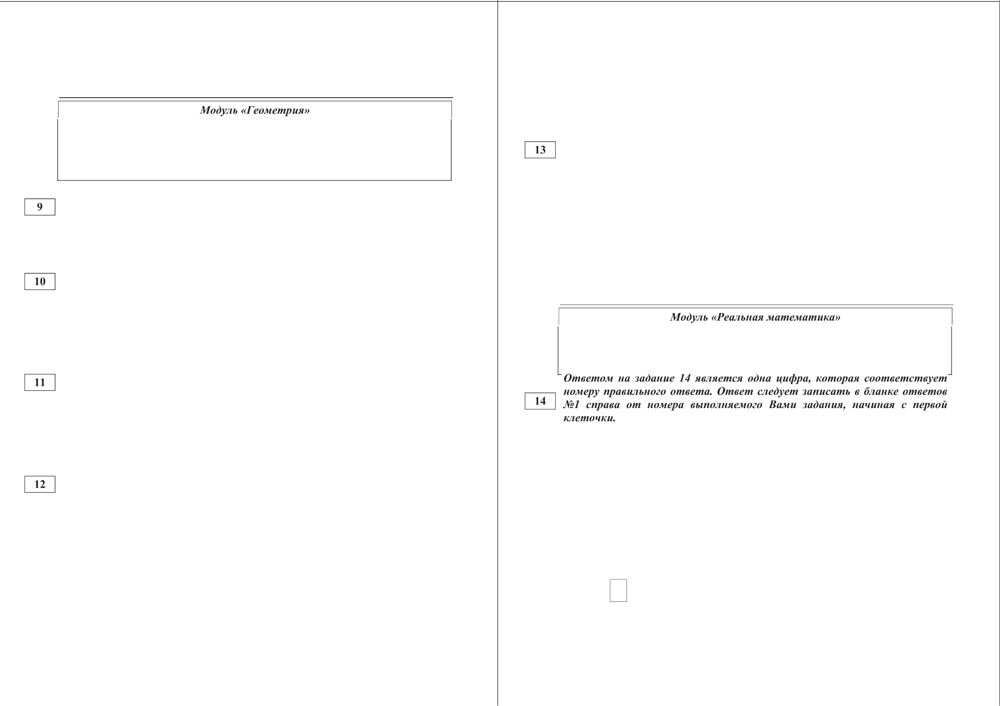 Модуль «Геометрия»
9
10
11
12
13
Модуль «Реальная математика»
Ответом на задание 14 является одна цифра, которая соответствует
номеру правильного ответа. Ответ следует записать в бланке ответов
14
№1 справа от номера выполняемого Вами задания, начиная с первой
клеточки.